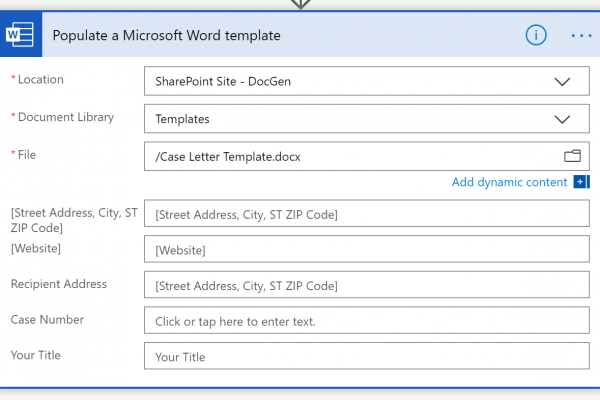 W
Populate a Microsoft Word template
i
...
* Location
SharePoint Site - DocGen
* Document Library
Templates
* File
/Case Letter Template.docx
Add dynamic content +
[Street Address, City, ST
ZIP Code]
[Street Address, City, ST ZIP Code]
[Website]
[Website]
Recipient Address
[Street Address, City, ST ZIP Code]
Case Number
Click or tap here to enter text.
Your Title
Your Title